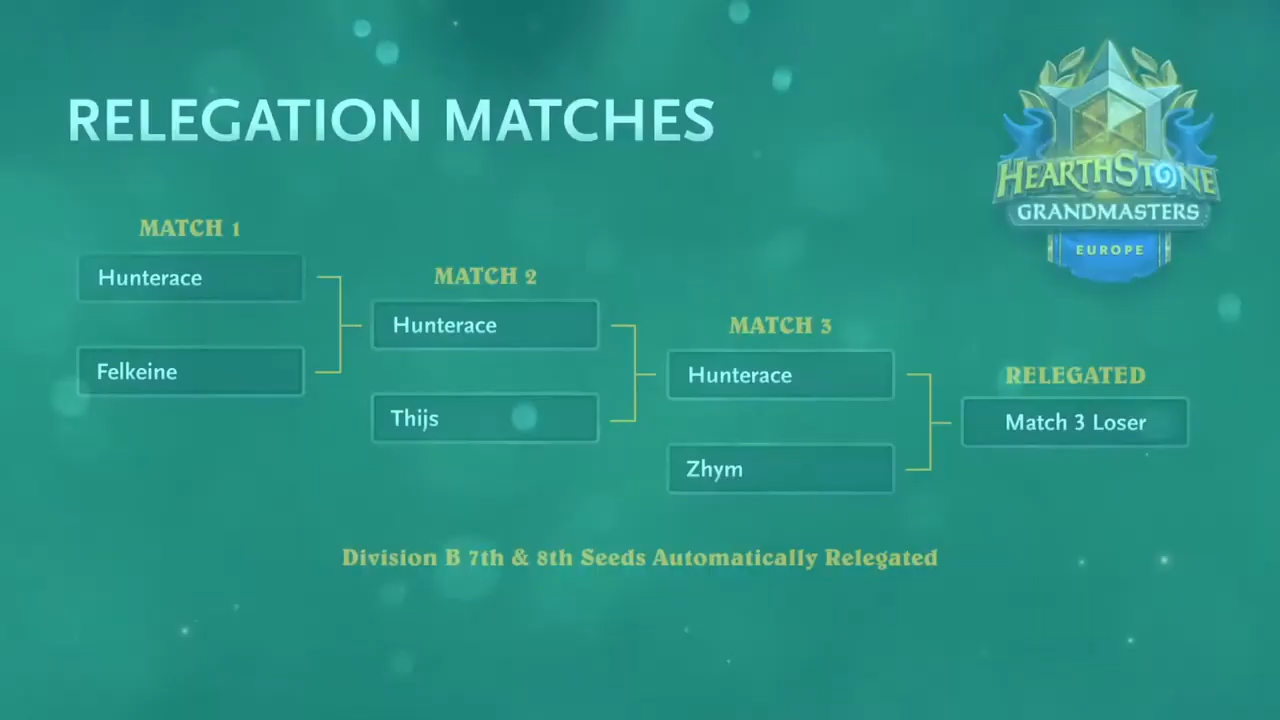 RELEGATION MATCHES
HEARTHSTONE
GRANDMASTERS
EUROPE
MATCH 1
Hunterace
Felkeine
MATCH 2
Hunterace
Thijs
MATCH 3
Hunterace
Zhym
RELEGATED
Match 3 Loser
Division B 7th & 8th Seeds Automatically Relegated